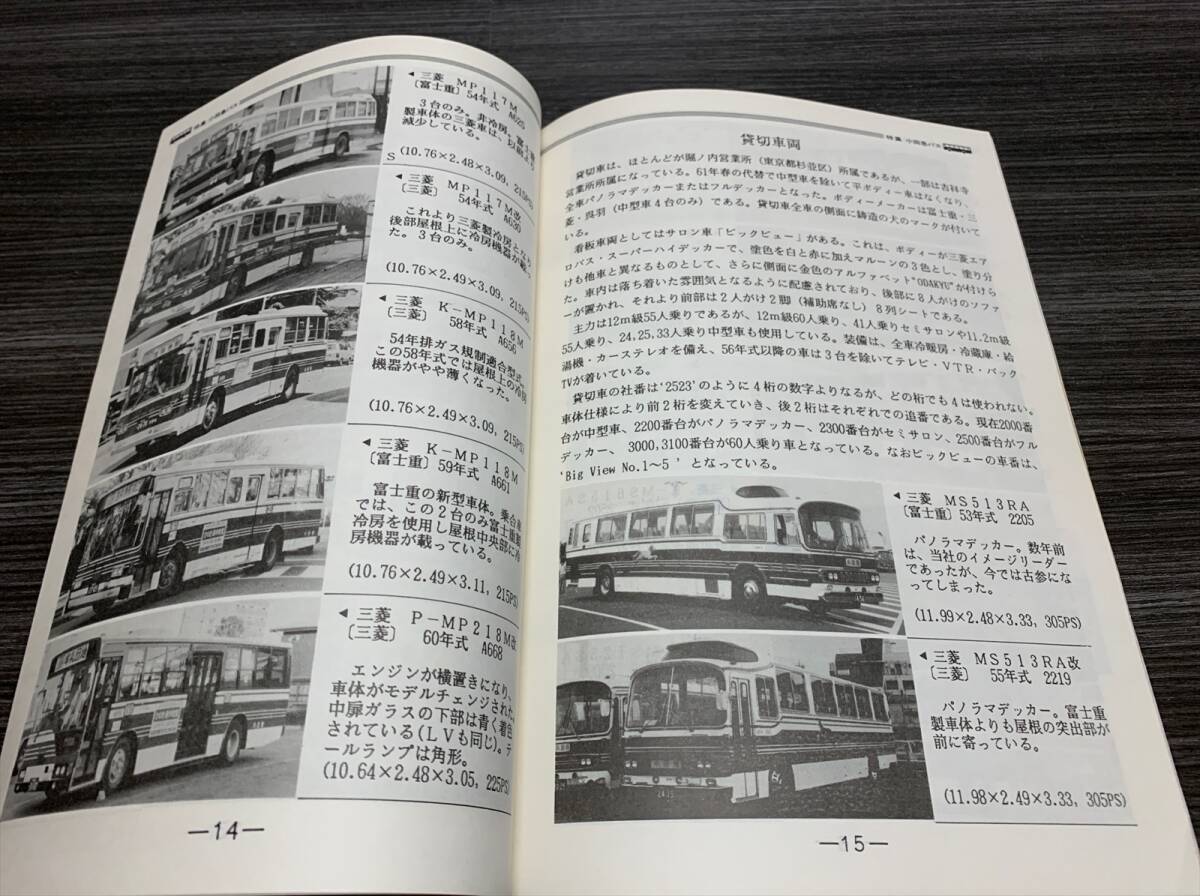 特集 小田急バス
◀ 三菱 MP117M
〔富士重〕54年式 A625
3台のみ。非冷房。富士重
製車体の三菱車は、以前より
減少している。
(10.76×2.48×3.09, 215PS)
S
◀ 三菱 MP117M改
〔三菱〕 54年式 A630
これより三菱製冷房となり
後部屋根上に冷房機器が載っ
た。3台のみ。
(10.76×2.49×3.09, 215PS)
◀ 三菱 K-MP118M
〔三菱〕 58年式 A656
54年排ガス規制適合型式。
この58年式では屋根上の冷房
機器がやや薄くなった。
(10.76×2.49×3.09, 215PS)
◀ 三菱 K-MP118M
〔富士重〕59年式 A661
富士重の新型車体。乗合車
では、この2台のみ富士重製
冷房を使用し屋根中央部に冷
房機器が載っている。
(10.76×2.49×3.11, 215PS)
◀ 三菱 P-MP218M改
〔三菱〕 60年式 A668
エンジンが横置きになり、
車体がモデルチェンジされた。
中扉ガラスの下部は青く着色
されている(LVも同じ)。テ
ールランプは角形。
(10.64×2.48×3.05, 225PS)
—14—
特集 小田急バス
貸切車両
貸切車は、ほとんどが堀ノ内営業所(東京都杉並区)所属であるが、一部は吉祥寺
営業所所属になっている。61年春の代替で中型車を除いて平ボディー車はなくなり、
全車パノラマデッカーまたはフルデッカーとなった。ボディーメーカーは富士重・三
菱・呉羽(中型車4台のみ)である。貸切車全車の側面に鋳造の犬のマークが付いて
いる。
看板車両としてはサロン車「ビックビュー」がある。これは、ボディーが三菱エア
ロバス・スーパーハイデッカーで、塗色を白と赤に加えマルーンの3色とし、塗り分
けも他車と異なるものとして、さらに側面に金色のアルファベット"ODAKYU"が付けら
れた。車内は落ち着いた雰囲気となるように配慮されており、後部に8人がけのソファ
ーが置かれ、それより前部は2人がけ2脚(補助席なし)8列シートである。
主力は12m級55人乗りであるが、12m級60人乗り、41人乗りセミサロンや11.2m級
55人乗り、24,25,33人乗り中型車も使用している。装備は、全車冷暖房・冷蔵庫・給
湯機・カーステレオを備え、56年式以降の車は3台を除いてテレビ・VTR・バック
TVが着いている。
貸切車の社番は'2523'のように4桁の数字よりなるが、どの桁でも4は使われない。
車体仕様により前2桁を変えていき、後2桁はそれぞれでの追番である。現在2000番
台が中型車、2200番台がパノラマデッカー、2300番台がセミサロン、2500番台がフル
デッカー、3000,3100番台が60人乗り車となっている。なおビックビューの車番は、
'Big View No.1〜5 'となっている。
◀ 三菱 MS513RA
〔富士重〕53年式 2205
パノラマデッカー。数年前
は、当社のイメージリーダー
であったが、今では古参にな
ってしまった。
(11.99×2.48×3.33, 305PS)
◀ 三菱 MS513RA改
〔三菱〕 55年式 2219
パノラマデッカー。富士重
製車体よりも屋根の突出部が
前に寄っている。
(11.98×2.49×3.33, 305PS)
—15—